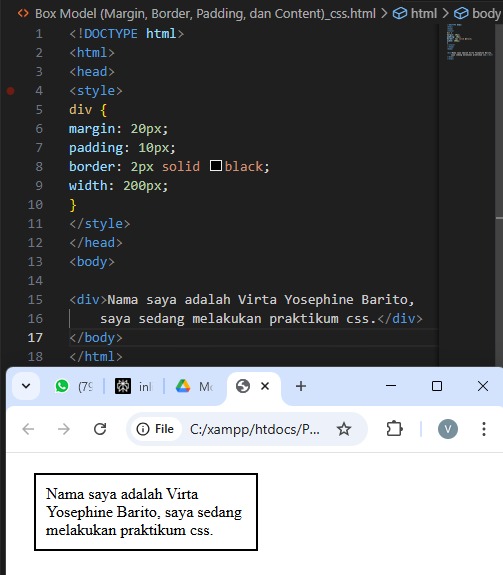 Box Model (Margin, Border, Padding, dan Content)_css.html > html > body
1 <!DOCTYPE html>
2 <html>
3 <head>
4 <style>
5 div {
6 margin: 20px;
7 padding: 10px;
8 border: 2px solid black;
9 width: 200px;
10 }
11 </style>
12 </head>
13 <body>
14
15 <div>Nama saya adalah Virta Yosephine Barito,
16 saya sedang melakukan praktikum css.</div>
17 </body>
18 </html>
(79 inl Mo
File C:/xampp/htdocs/P... V
Nama saya adalah Virta
Yosephine Barito, saya sedang
melakukan praktikum css.